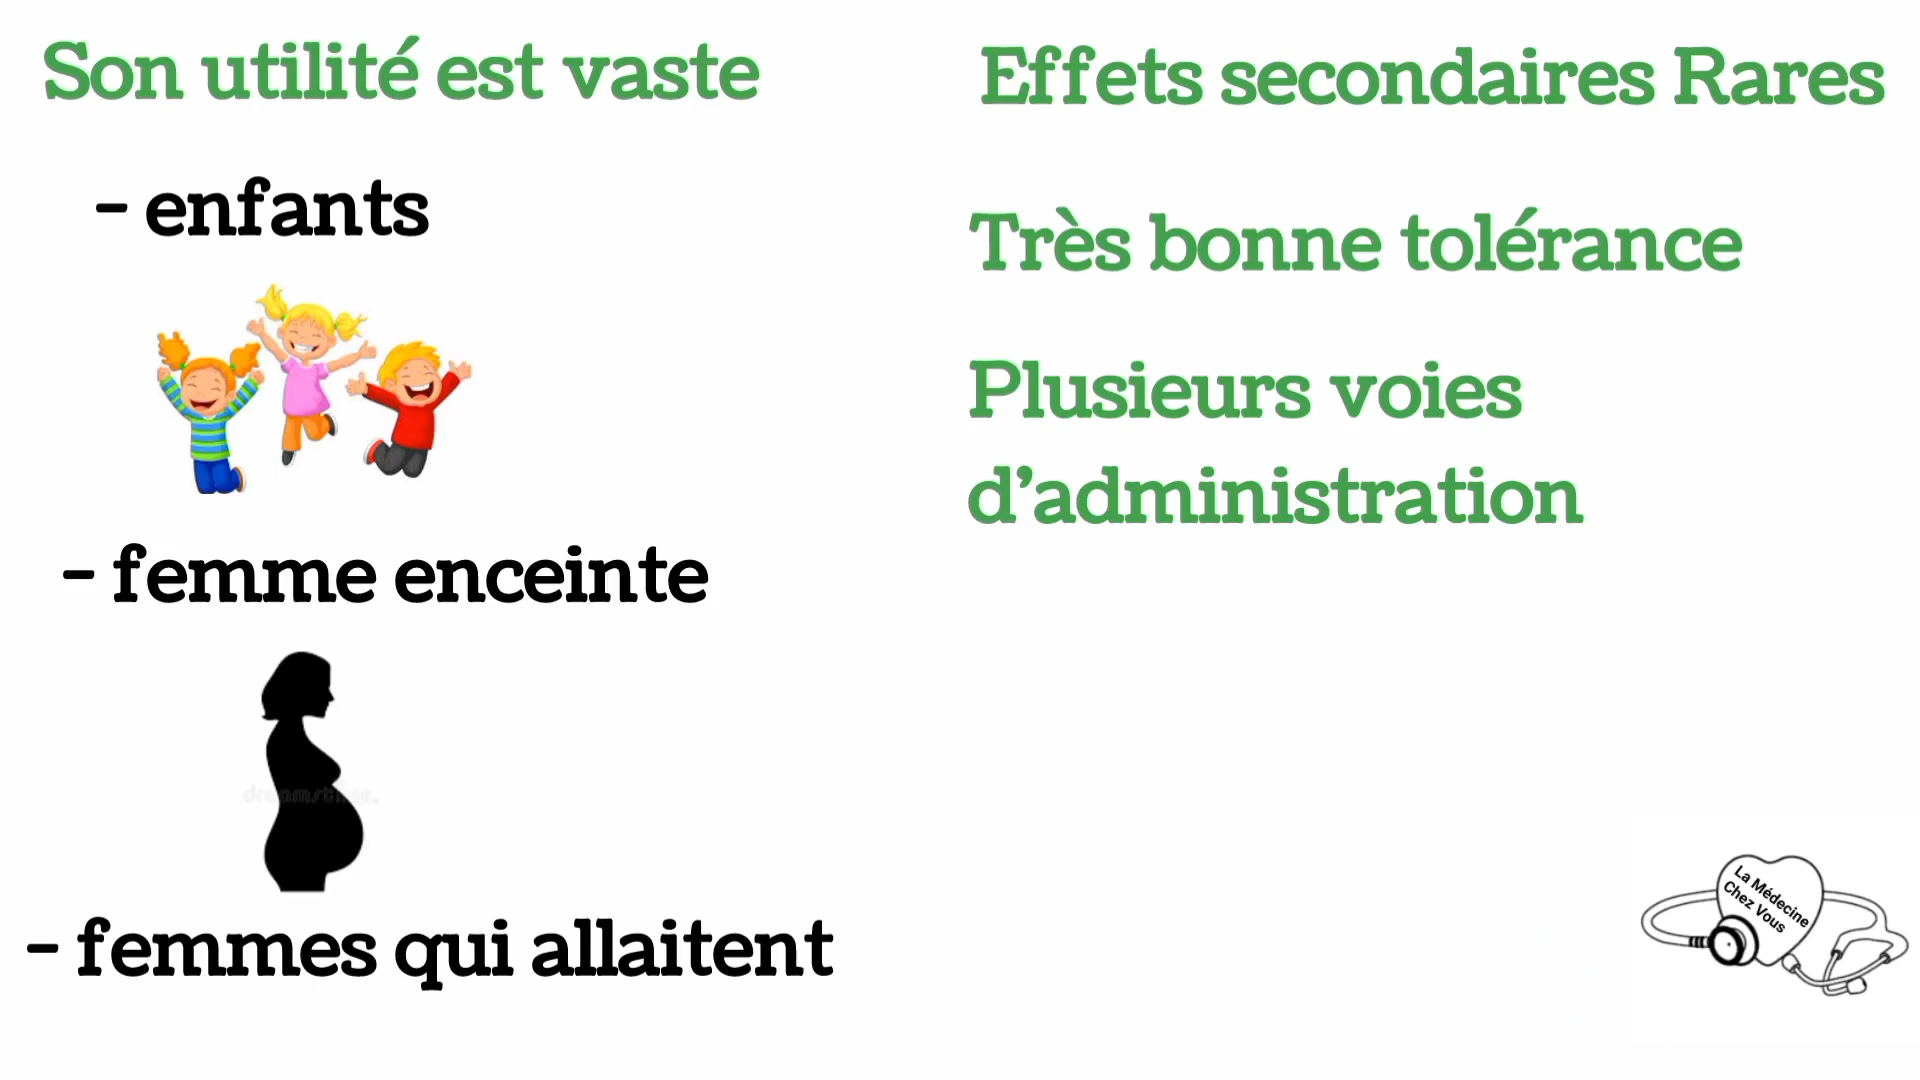 Son utilité est vaste
- enfants
- femme enceinte
dreamstime.
- femmes qui allaitent
Effets secondaires Rares
Très bonne tolérance
Plusieurs voies
d’administration
La Médecine
Chez Vous